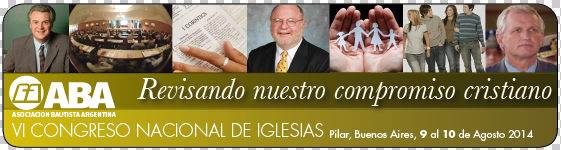 I CORINTIOS
Revisando nuestro compromiso cristiano
ABA
ASOCIACION BAUTISTA ARGENTINA
VI CONGRESO NACIONAL DE IGLESIAS Pilar, Buenos Aires, 9 al 10 de Agosto 2014